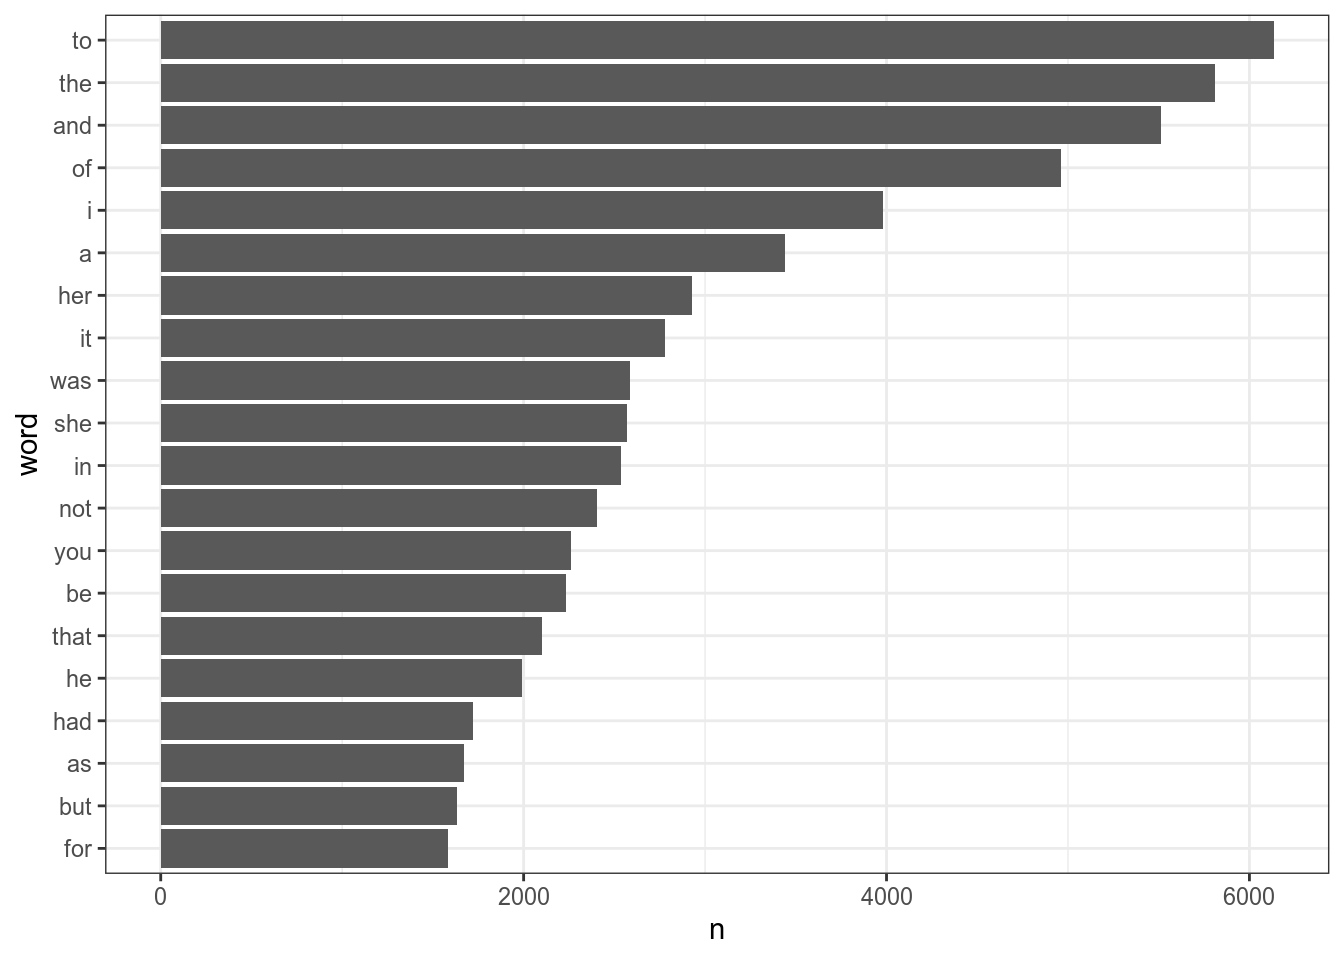 to
the
and
of
i
a
her
it
was
she
in
not
you
be
that
he
had
as
but
for
word
0 2000 4000 6000
n